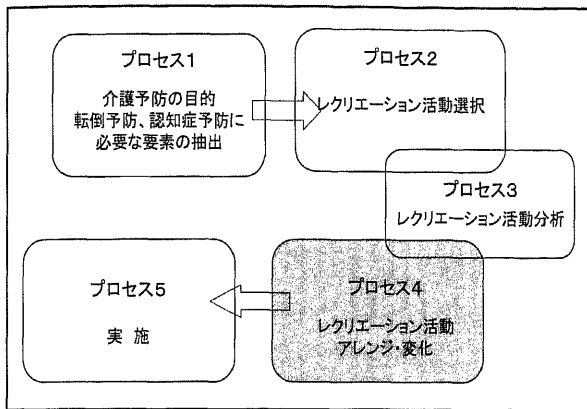 プロセス1
介護予防の目的
転倒予防、認知症予防に
必要な要素の抽出
プロセス2
レクリエーション活動選択
プロセス3
レクリエーション活動分析
プロセス4
レクリエーション活動
アレンジ・変化
プロセス5
実 施